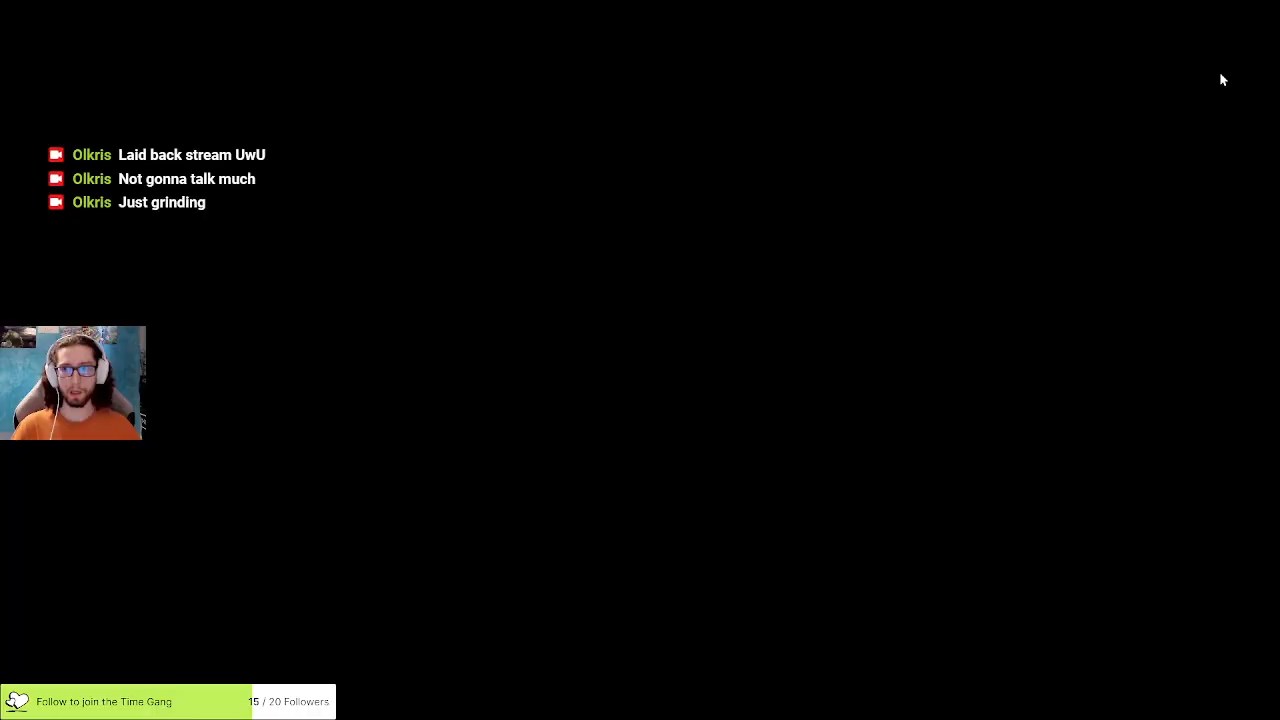 Olkris Laid back stream UwU
Olkris Not gonna talk much
Olkris Just grinding
Follow to join the Time Gang 15 / 20 Followers